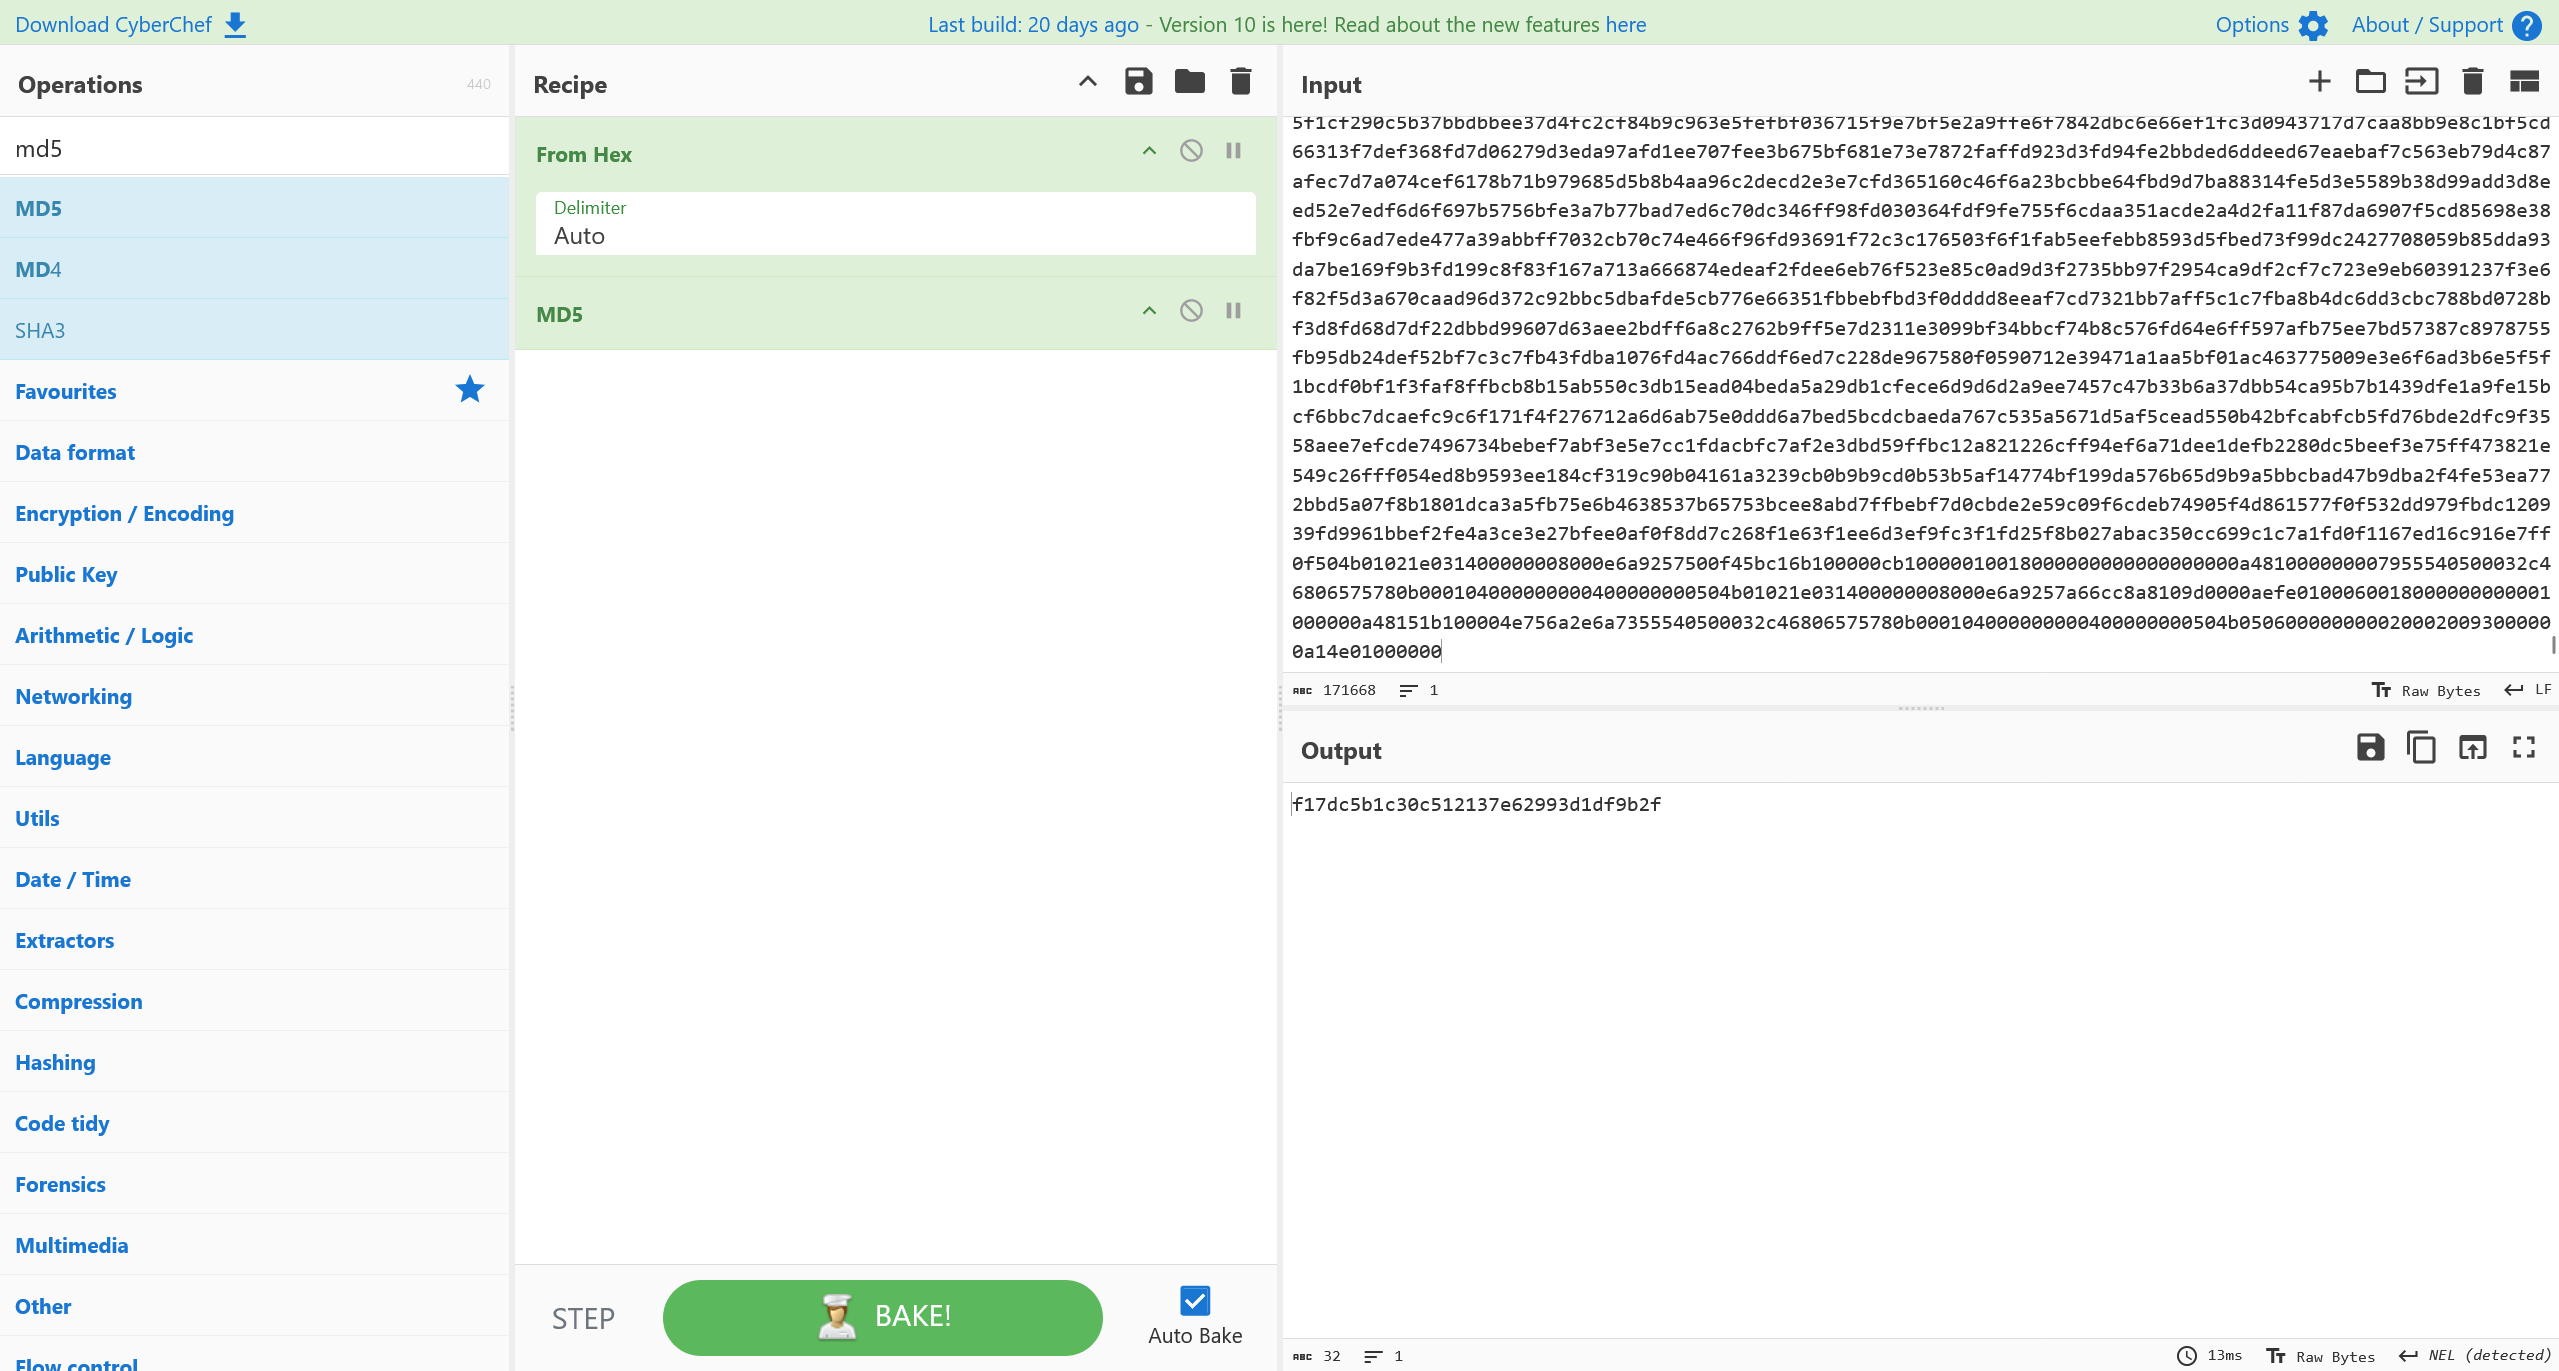 Download CyberChef
Last build: 20 days ago - Version 10 is here! Read about the new features here
Options
About / Support
Operations
440
md5
MD5
MD4
SHA3
Favourites
Data format
Encryption / Encoding
Public Key
Arithmetic / Logic
Networking
Language
Utils
Date / Time
Extractors
Compression
Hashing
Code tidy
Forensics
Multimedia
Other
Flow control
Recipe
From Hex
Delimiter
Auto
MD5
STEP
BAKE!
Auto Bake
Input
5f1cf290c5b37bbdbbee37d4fc2cf84b9c963e5fefbf036715f9e7bf5e2a9ffe6f7842dbc6e66ef1fc3d0943717d7caa8bb9e8c1bf5cd
66313f7def368fd7d06279d3eda97afd1ee707fee3b675bf681e73e7872faffd923d3fd94fe2bbded6ddeed67eaebaf7c563eb79d4c87
afec7d7a074cef6178b71b979685d5b8b4aa96c2decd2e3e7cfd365160c46f6a23bcbbe64fbd9d7ba88314fe5d3e5589b38d99add3d8e
ed52e7edf6d6f697b5756bfe3a7b77bad7ed6c70dc346ff98fd030364fdf9fe755f6cdaa351acde2a4d2fa11f87da6907f5cd85698e38
fbf9c6ad7ede477a39abbff7032cb70c74e466f96fd93691f72c3c176503f6f1fab5eefebb8593d5fbed73f99dc2427708059b85dda93
da7be169f9b3fd199c8f83f167a713a666874edeaf2fdee6eb76f523e85c0ad9d3f2735bb97f2954ca9df2cf7c723e9eb60391237f3e6
f82f5d3a670caad96d372c92bbc5dbafde5cb776e66351fbbebfbd3f0dddd8eeaf7cd7321bb7aff5c1c7fba8b4dc6dd3cbc788bd0728b
f3d8fd68d7df22dbbd99607d63aee2bdff6a8c2762b9ff5e7d2311e3099bf34bbcf74b8c576fd64e6ff597afb75ee7bd57387c8978755
fb95db24def52bf7c3c7fb43fdba1076fd4ac766ddf6ed7c228de967580f0590712e39471a1aa5bf01ac463775009e3e6f6ad3b6e5f5f
1bcdf0bf1f3faf8ffbcb8b15ab550c3db15ead04beda5a29db1cfece6d9d6d2a9ee7457c47b33b6a37dbb54ca95b7b1439dfe1a9fe15b
cf6bbc7dcaefc9c6f171f4f276712a6d6ab75e0ddd6a7bed5bcdcbaeda767c535a5671d5af5cead550b42bfcabfcb5fd76bde2dfc9f35
58aee7efcde7496734bebef7abf3e5e7cc1fdacbfc7af2e3dbd59ffbc12a821226cff94ef6a71dee1defb2280dc5beef3e75ff473821e
549c26fff054ed8b9593ee184cf319c90b04161a3239cb0b9b9cd0b53b5af14774bf199da576b65d9b9a5bbcbad47b9dba2f4fe53ea77
2bbd5a07f8b1801dca3a5fb75e6b4638537b65753bcee8abd7ffbebf7d0cbde2e59c09f6cdeb74905f4d861577f0f532dd979fbdc1209
39fd9961bbef2fe4a3ce3e27bfee0af0f8dd7c268f1e63f1ee6d3ef9fc3f1fd25f8b027abac350cc699c1c7a1fd0f1167ed16c916e7ff
0f504b01021e031400000008000e6a9257500f45bc16b100000cb1000001001800000000000000000000a48100000000795554050003​2c4
6806575780b000104000000000400000000504b01021e031400000008000e6a9257a66cc8a8109d0000aefe0100060018000000000001
000000a48151b100004e756a2e6a7355540500032c46806575780b000104000000000400000000504b050600000000020002009300000
0a14e01000000
171668
1
Raw Bytes
LF
Output
f17dc5b1c30c512137e62993d1df9b2f
32
1
13ms
Raw Bytes
NEL (detected)